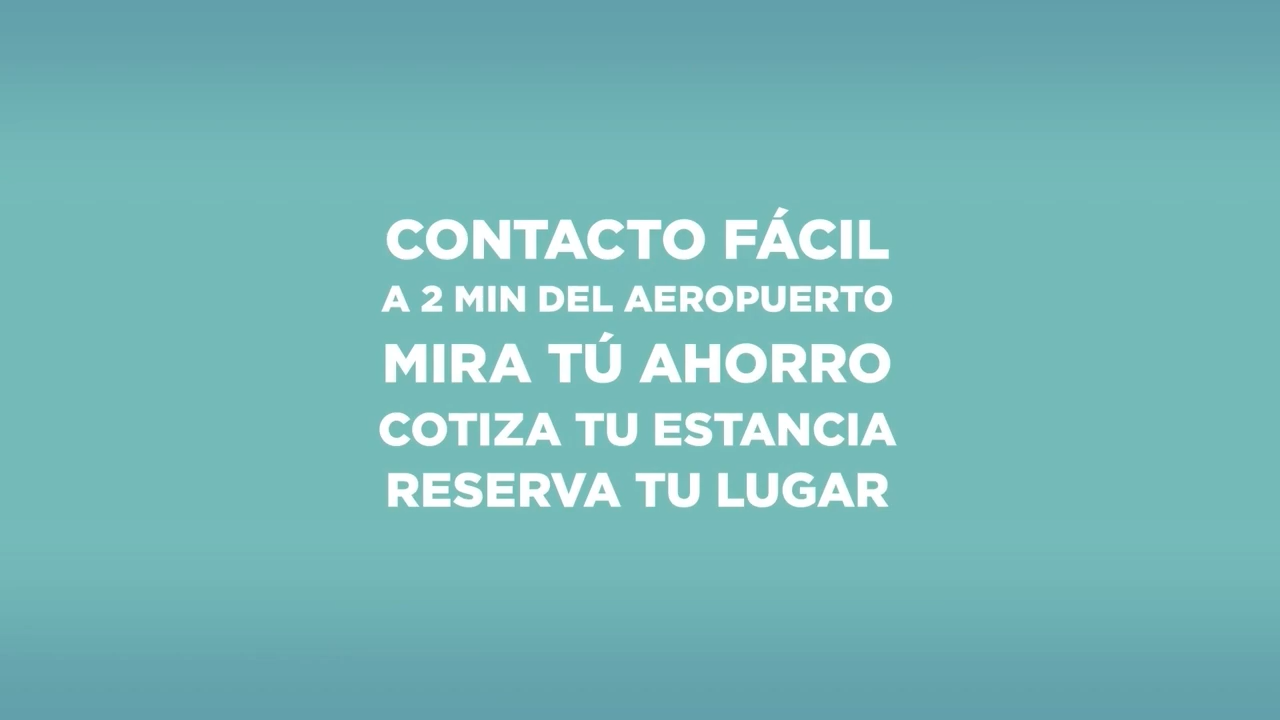 CONTACTO FÁCIL
A 2 MIN DEL AEROPUERTO
MIRA TÚ AHORRO
COTIZA TU ESTANCIA
RESERVA TU LUGAR